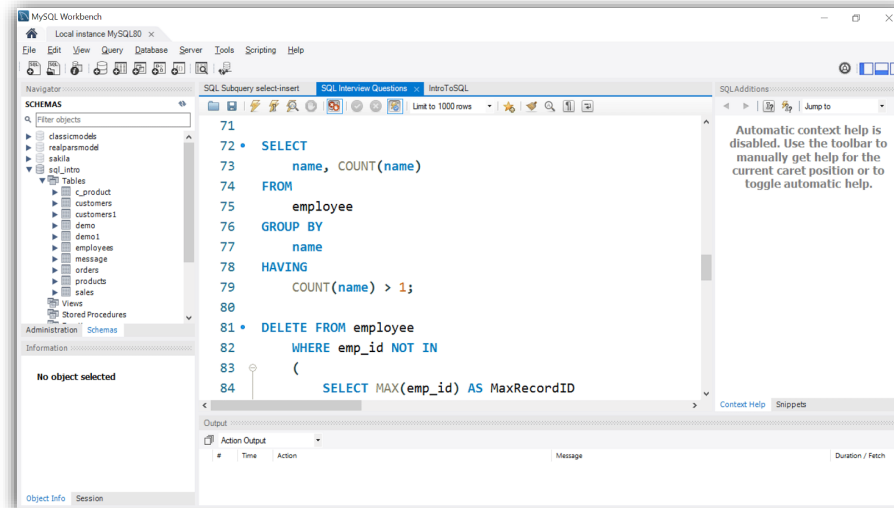 MySQL Workbench
Local instance MySQL80 ×
File Edit View Query Database Server Tools Scripting Help
Navigator
SCHEMAS
Filter objects
classicmodels
realparsmodel
sakila
sql_intro
Tables
c_product
customers
customers1
demo
demo1
employees
message
orders
products
sales
Views
Stored Procedures
Administration Schemas
Information
No object selected
Object Info Session
SQL Subquery select-insert SQL Interview Questions × IntroToSQL
Limit to 1000 rows
71
72 SELECT
73 name, COUNT(name)
74 FROM
75 employee
76 GROUP BY
77 name
78 HAVING
79 COUNT(name) > 1;
80
81 DELETE FROM employee
82 WHERE emp_id NOT IN
83 (
84 SELECT MAX(emp_id) AS MaxRecordID
SQLAdditions
Jump to
Automatic context help is
disabled. Use the toolbar to
manually get help for the
current caret position or to
toggle automatic help.
Context Help Snippets
Output
Action Output
# Time Action Message Duration / Fetch